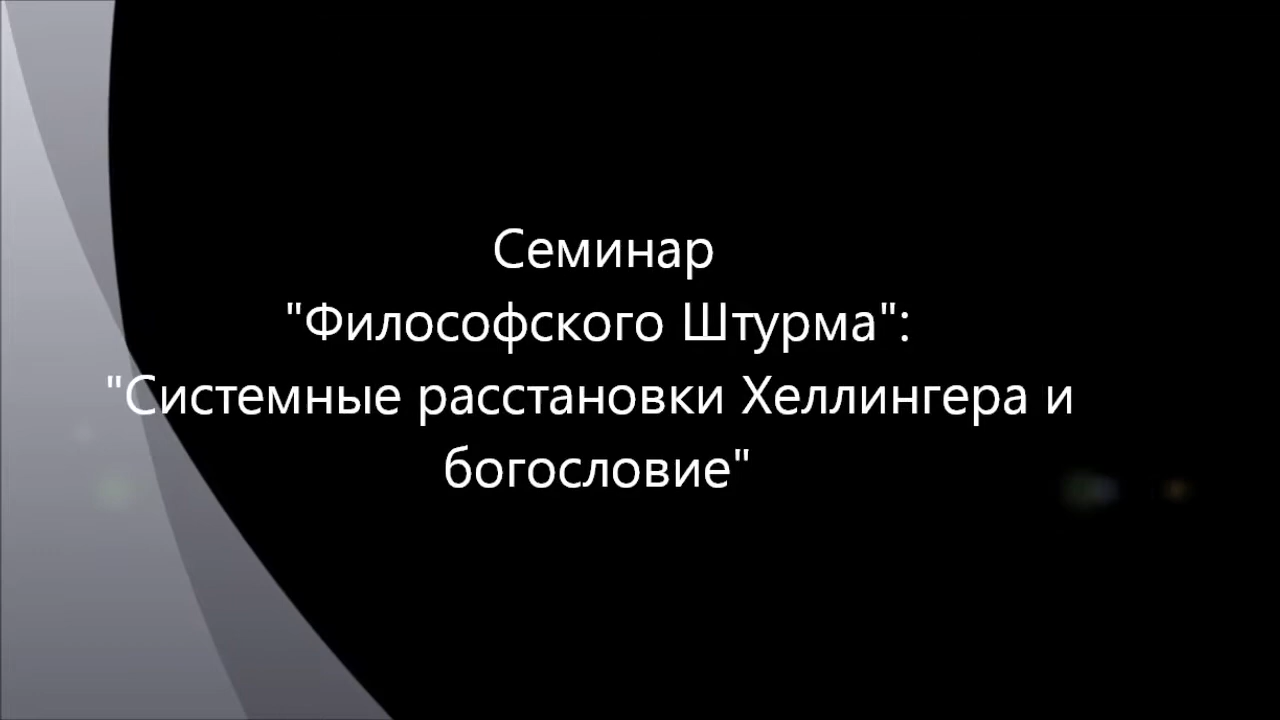 Семинар
"Философского Штурма":
"Системные расстановки Хеллингера и
богословие"